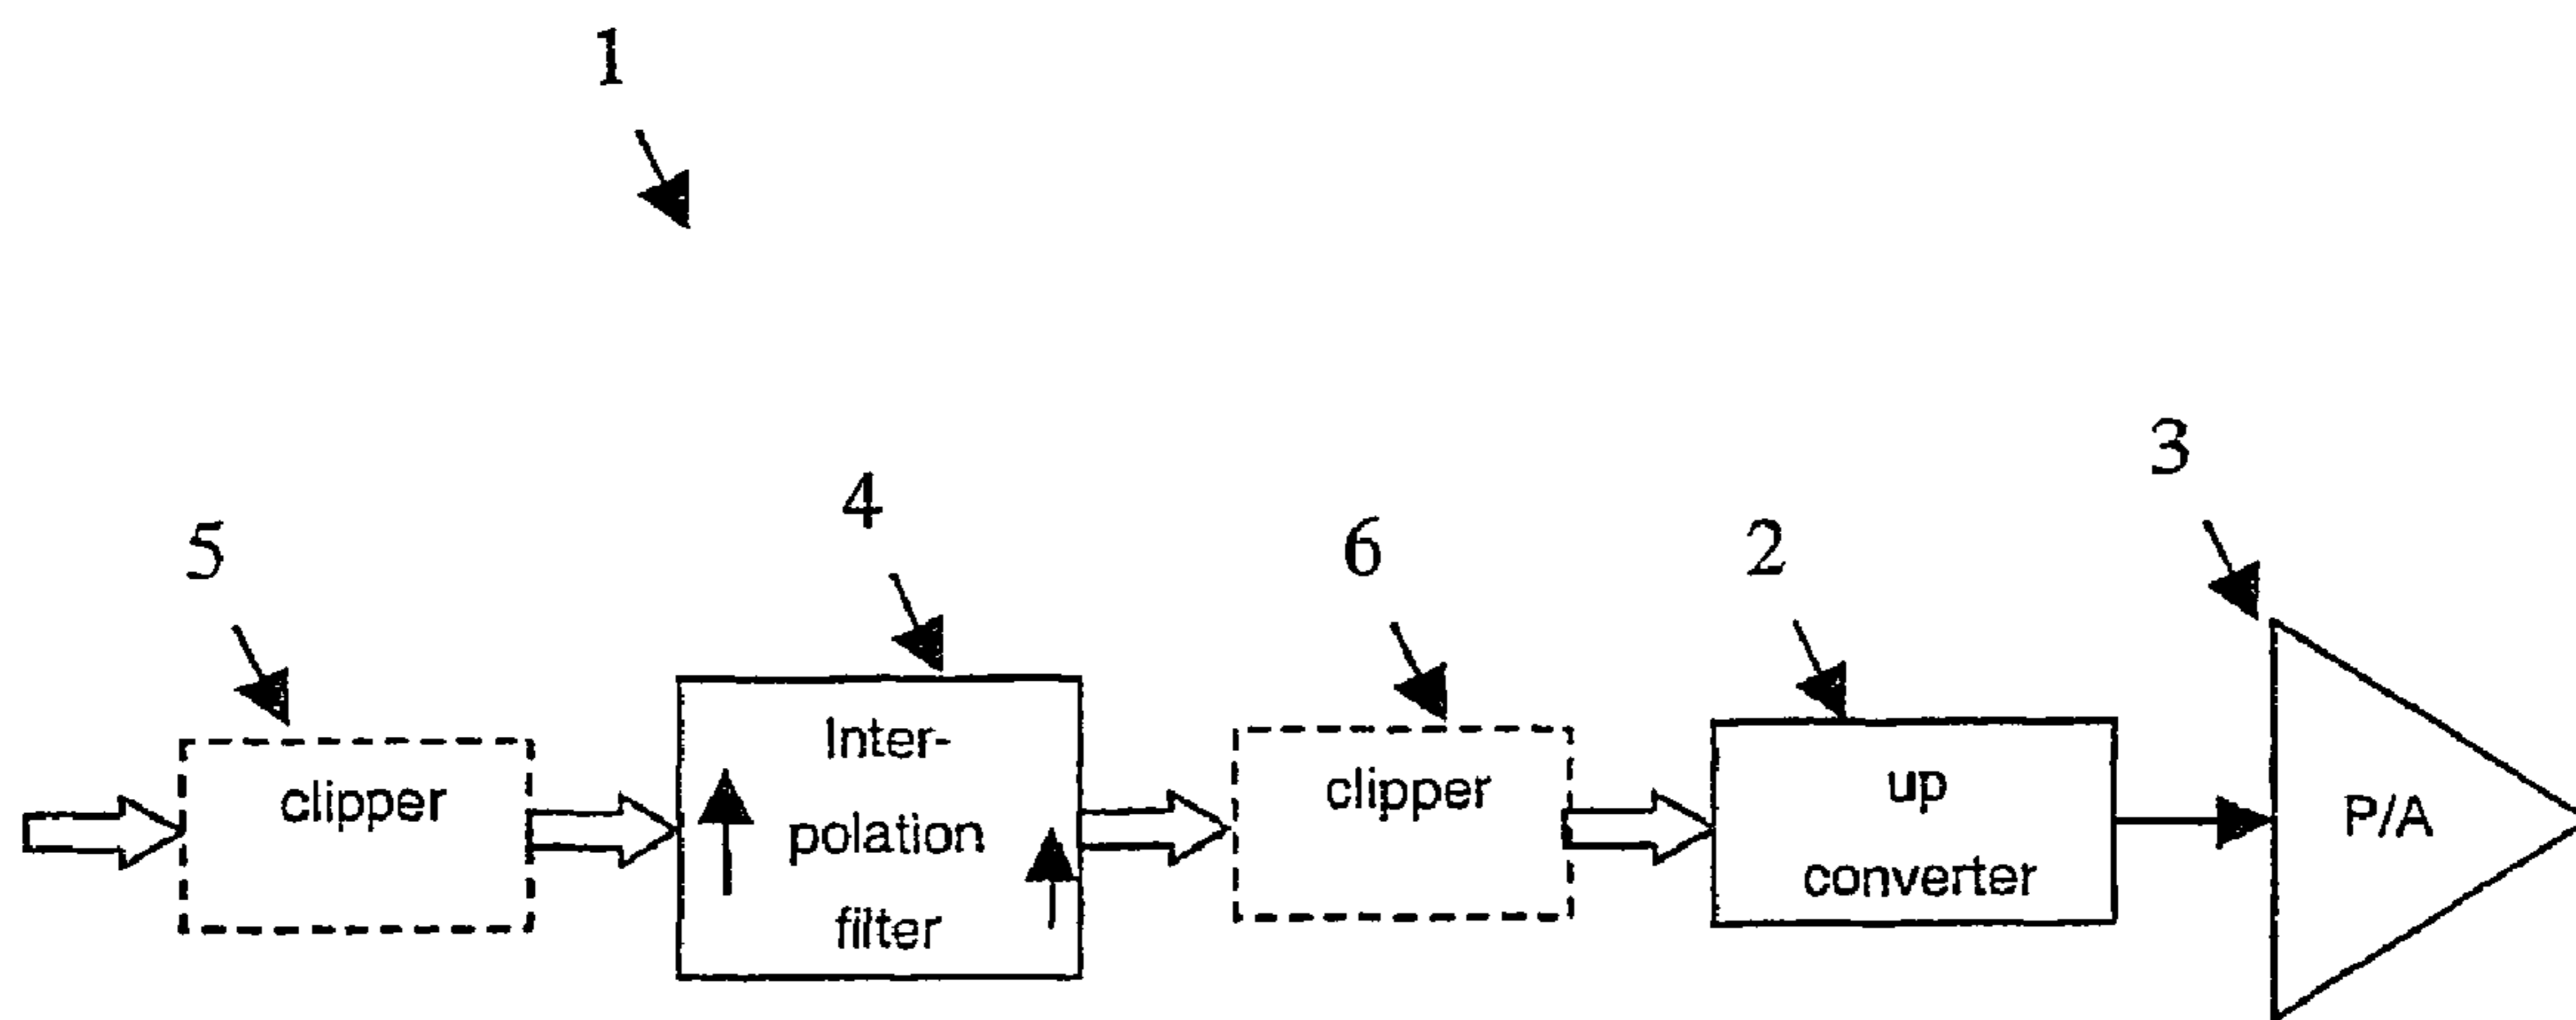 1
5
4
6
2
3
clipper
Inter-
polation
filter
clipper
up
converter
P/A